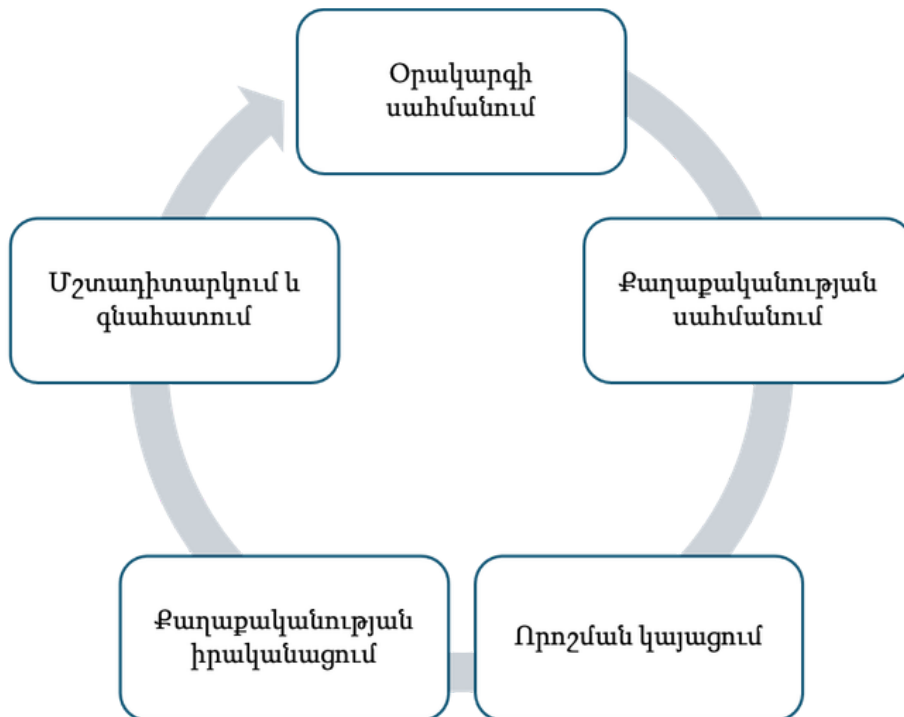 Օրակարգի
սահմանում
Քաղաքականության
սահմանում
Որոշման կայացում
Քաղաքականության
իրականացում
Մշտադիտարկում և
գնահատում